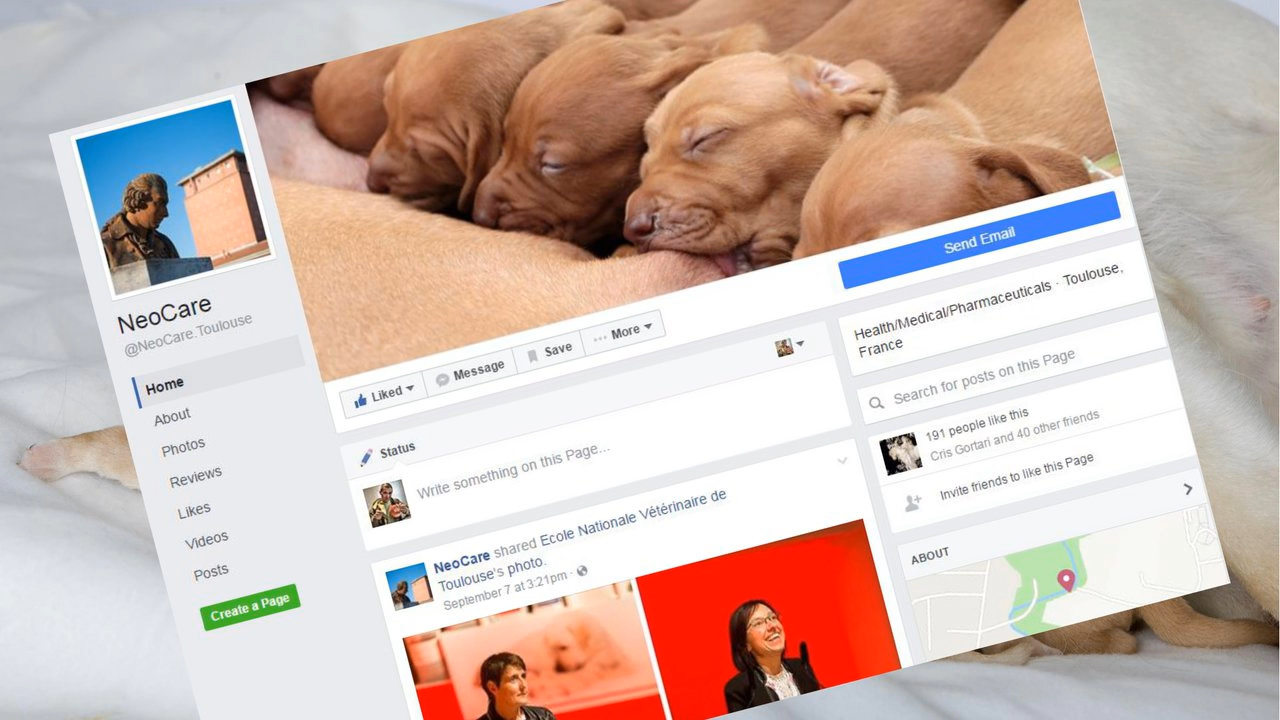 NeoCare
@NeoCare.Toulouse
Home
About
Photos
Reviews
Likes
Videos
Posts
Create a Page
Liked
Message
Save
More
Status
Write something on this Page...
NeoCare shared Ecole Nationale Vétérinaire de
Toulouse's photo.
September 7 at 3:21pm ·
Send Email
Health/Medical/Pharmaceuticals · Toulouse,
France
Search for posts on this Page
191 people like this
Cris Gortari and 40 other friends
Invite friends to like this Page
ABOUT